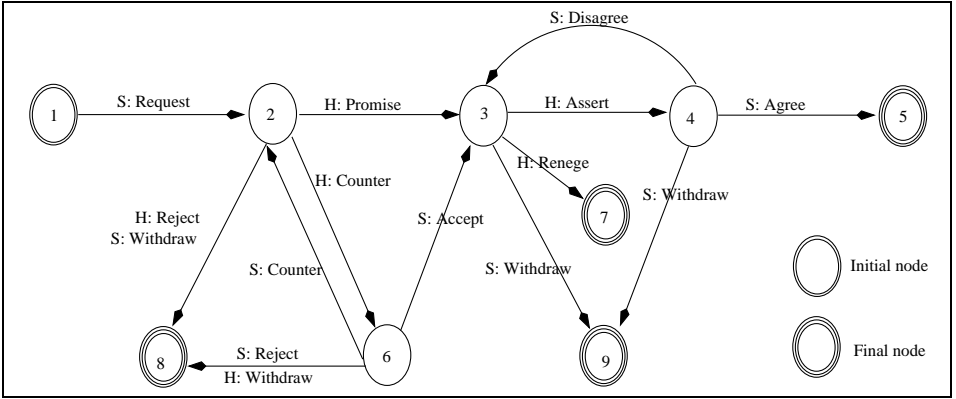 S: Disagree
S: Request
H: Promise
H: Assert
S: Agree
1
2
3
4
5
H: Renege
H: Counter
S: Withdraw
7
H: Reject
S: Withdraw
S: Accept
S: Counter
S: Withdraw
Initial node
8
S: Reject
H: Withdraw
6
9
Final node